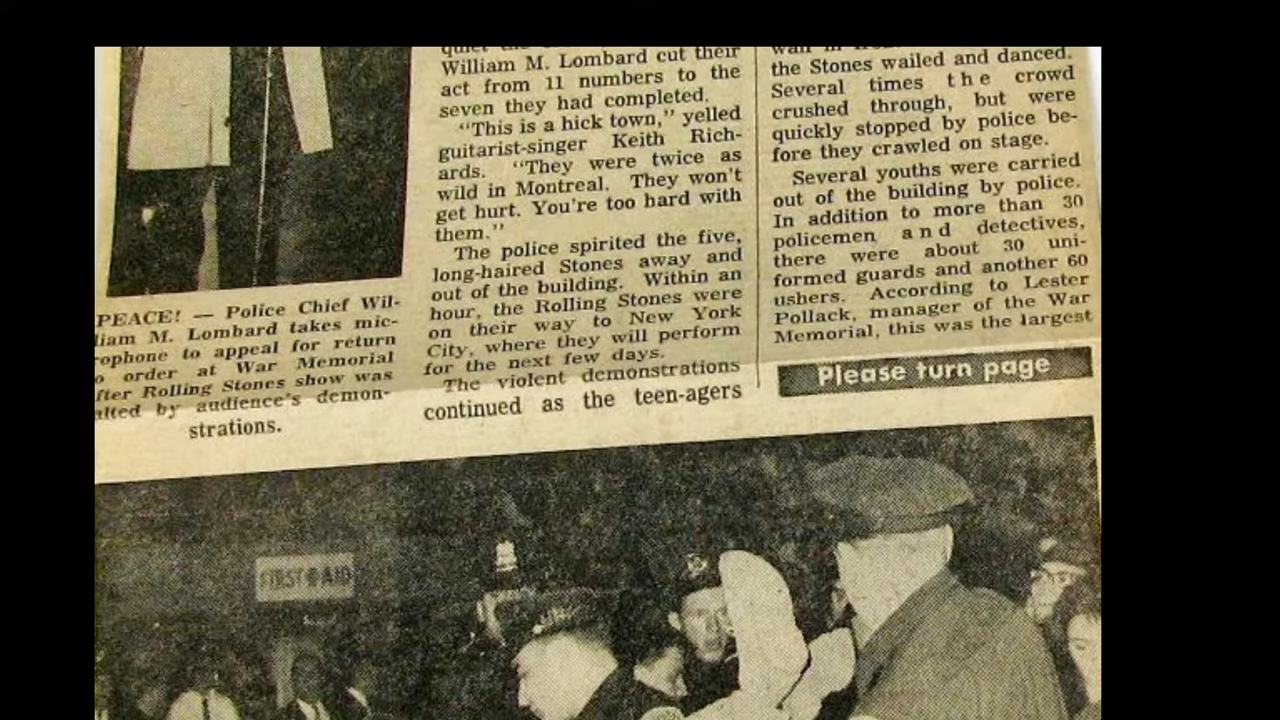 PEACE! — Police Chief Wil-
liam M. Lombard takes mic-
rophone to appeal for return
order at War Memorial
fter Rolling Stones show was
alted by audience's demon-
strations.
quiet
William M. Lombard cut their
act from 11 numbers to the
seven they had completed.
"This is a hick town," yelled
guitarist-singer Keith Rich-
ards. "They were twice as
wild in Montreal. They won't
get hurt. You're too hard with
them."
The police spirited the five,
long-haired Stones away and
out of the building. Within an
hour, the Rolling Stones were
on their way to New York
City, where they will perform
for the next few days.
The violent demonstrations
continued as the teen-agers
wall in
the Stones wailed and danced.
Several times the crowd
crushed through, but were
quickly stopped by police be-
fore they crawled on stage.
Several youths were carried
out of the building by police.
In addition to more than 30
policemen and detectives,
there were about 30 uni-
formed guards and another 60
ushers. According to Lester
Pollack, manager of the War
Memorial, this was the largest
Please turn page
FIRST AID